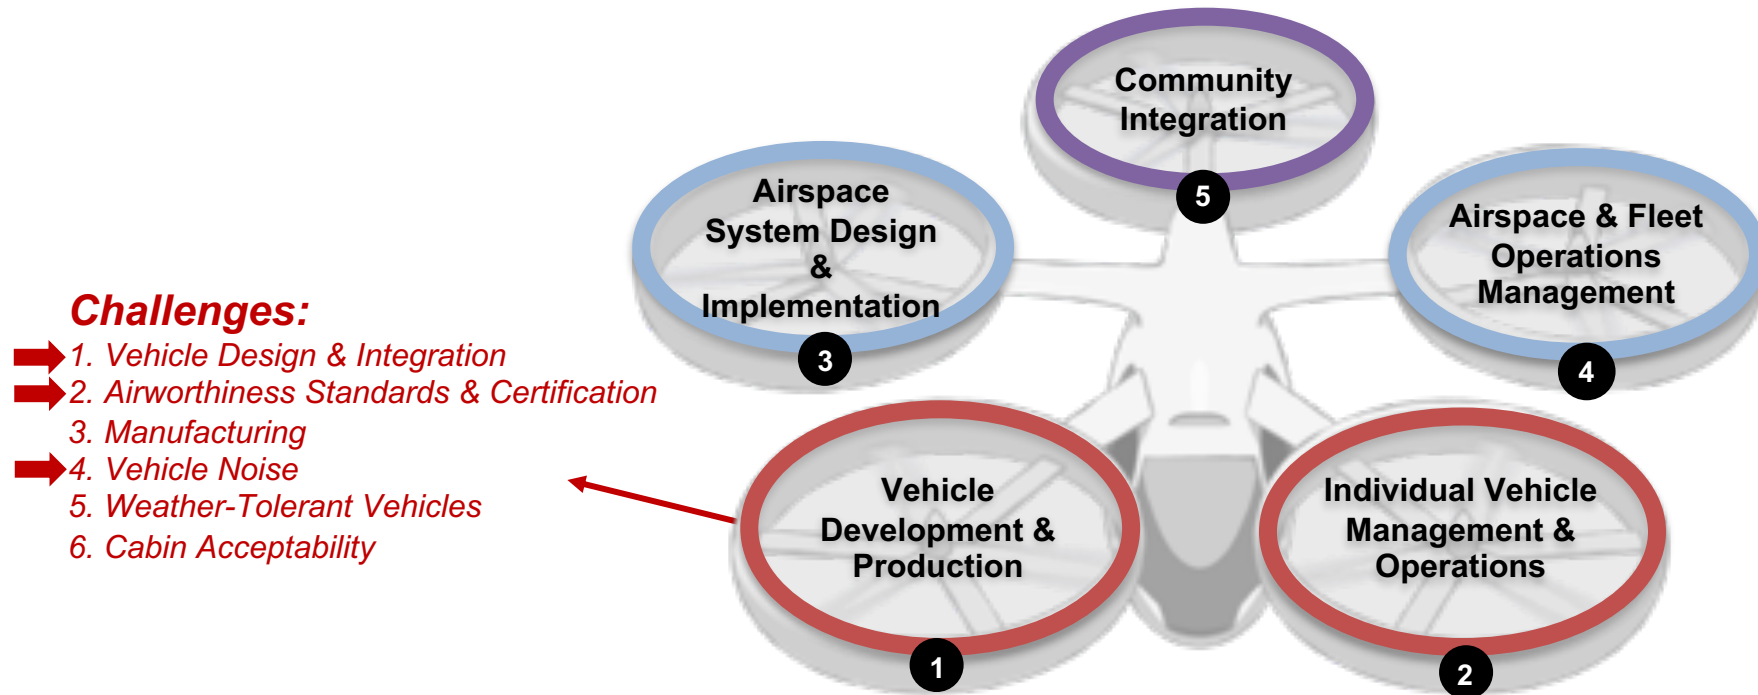 Challenges:
1. Vehicle Design & Integration
2. Airworthiness Standards & Certification
3. Manufacturing
4. Vehicle Noise
5. Weather-Tolerant Vehicles
6. Cabin Acceptability
Community
Integration
5
Airspace
System Design
&
Implementation
3
Airspace & Fleet
Operations
Management
4
Vehicle
Development &
Production
1
Individual Vehicle
Management &
Operations
2